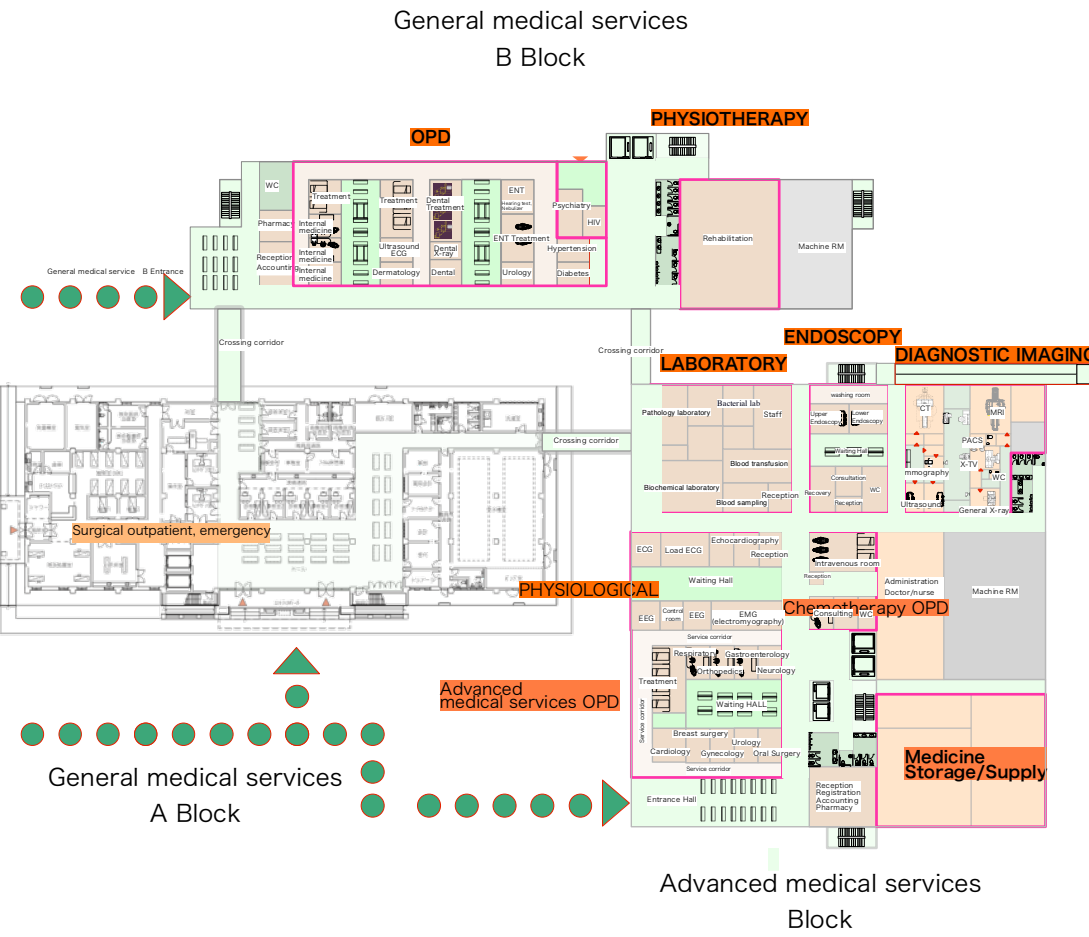 General medical services
B Block
OPD
PHYSIOTHERAPY
WC
Treatment
Treatment
Dental
Treatment
ENT
Hearing test,
Nebulizer
Psychiatry
HIV
Pharmacy
Internal
medicine
Internal
medicine
Internal
medicine
Ultrasound
ECG
Dental
X-ray
ENT Treatment
Hypertension
Rehabilitation
Machine RM
Reception
Accounting
Dermatology
Dental
Urology
Diabetes
General medical service B Entrance
Crossing corridor
Crossing corridor
ENDOSCOPY
LABORATORY
DIAGNOSTIC IMAGING
Pathology laboratory
Bacterial lab
Staff
washing room
Upper
Endoscopy
Lower
Endoscopy
CT
MRI
Crossing corridor
Waiting Hall
PACS
X-TV
Blood transfusion
mmography
WC
Consultation
Biochemical laboratory
Reception
Recovery
WC
Blood sampling
Reception
Ultrasound
General X-ray
Surgical outpatient, emergency
ECG
Load ECG
Echocardiography
Reception
Intravenous room
Waiting Hall
Reception
Administration
Doctor/nurse
Machine RM
PHYSIOLOGICAL
Chemotherapy OPD
EEG
Control
room
EEG
EMG
(electromyography)
Consulting
WC
Service corridor
Respiratory
Gastroenterology
Orthopedics
Neurology
Treatment
Advanced
medical services OPD
Service corridor
Waiting HALL
Breast surgery
Urology
Cardiology
Gynecology
Oral Surgery
Service corridor
Medicine
Storage/Supply
General medical services
A Block
Entrance Hall
Reception
Registration
Accounting
Pharmacy
Advanced medical services
Block